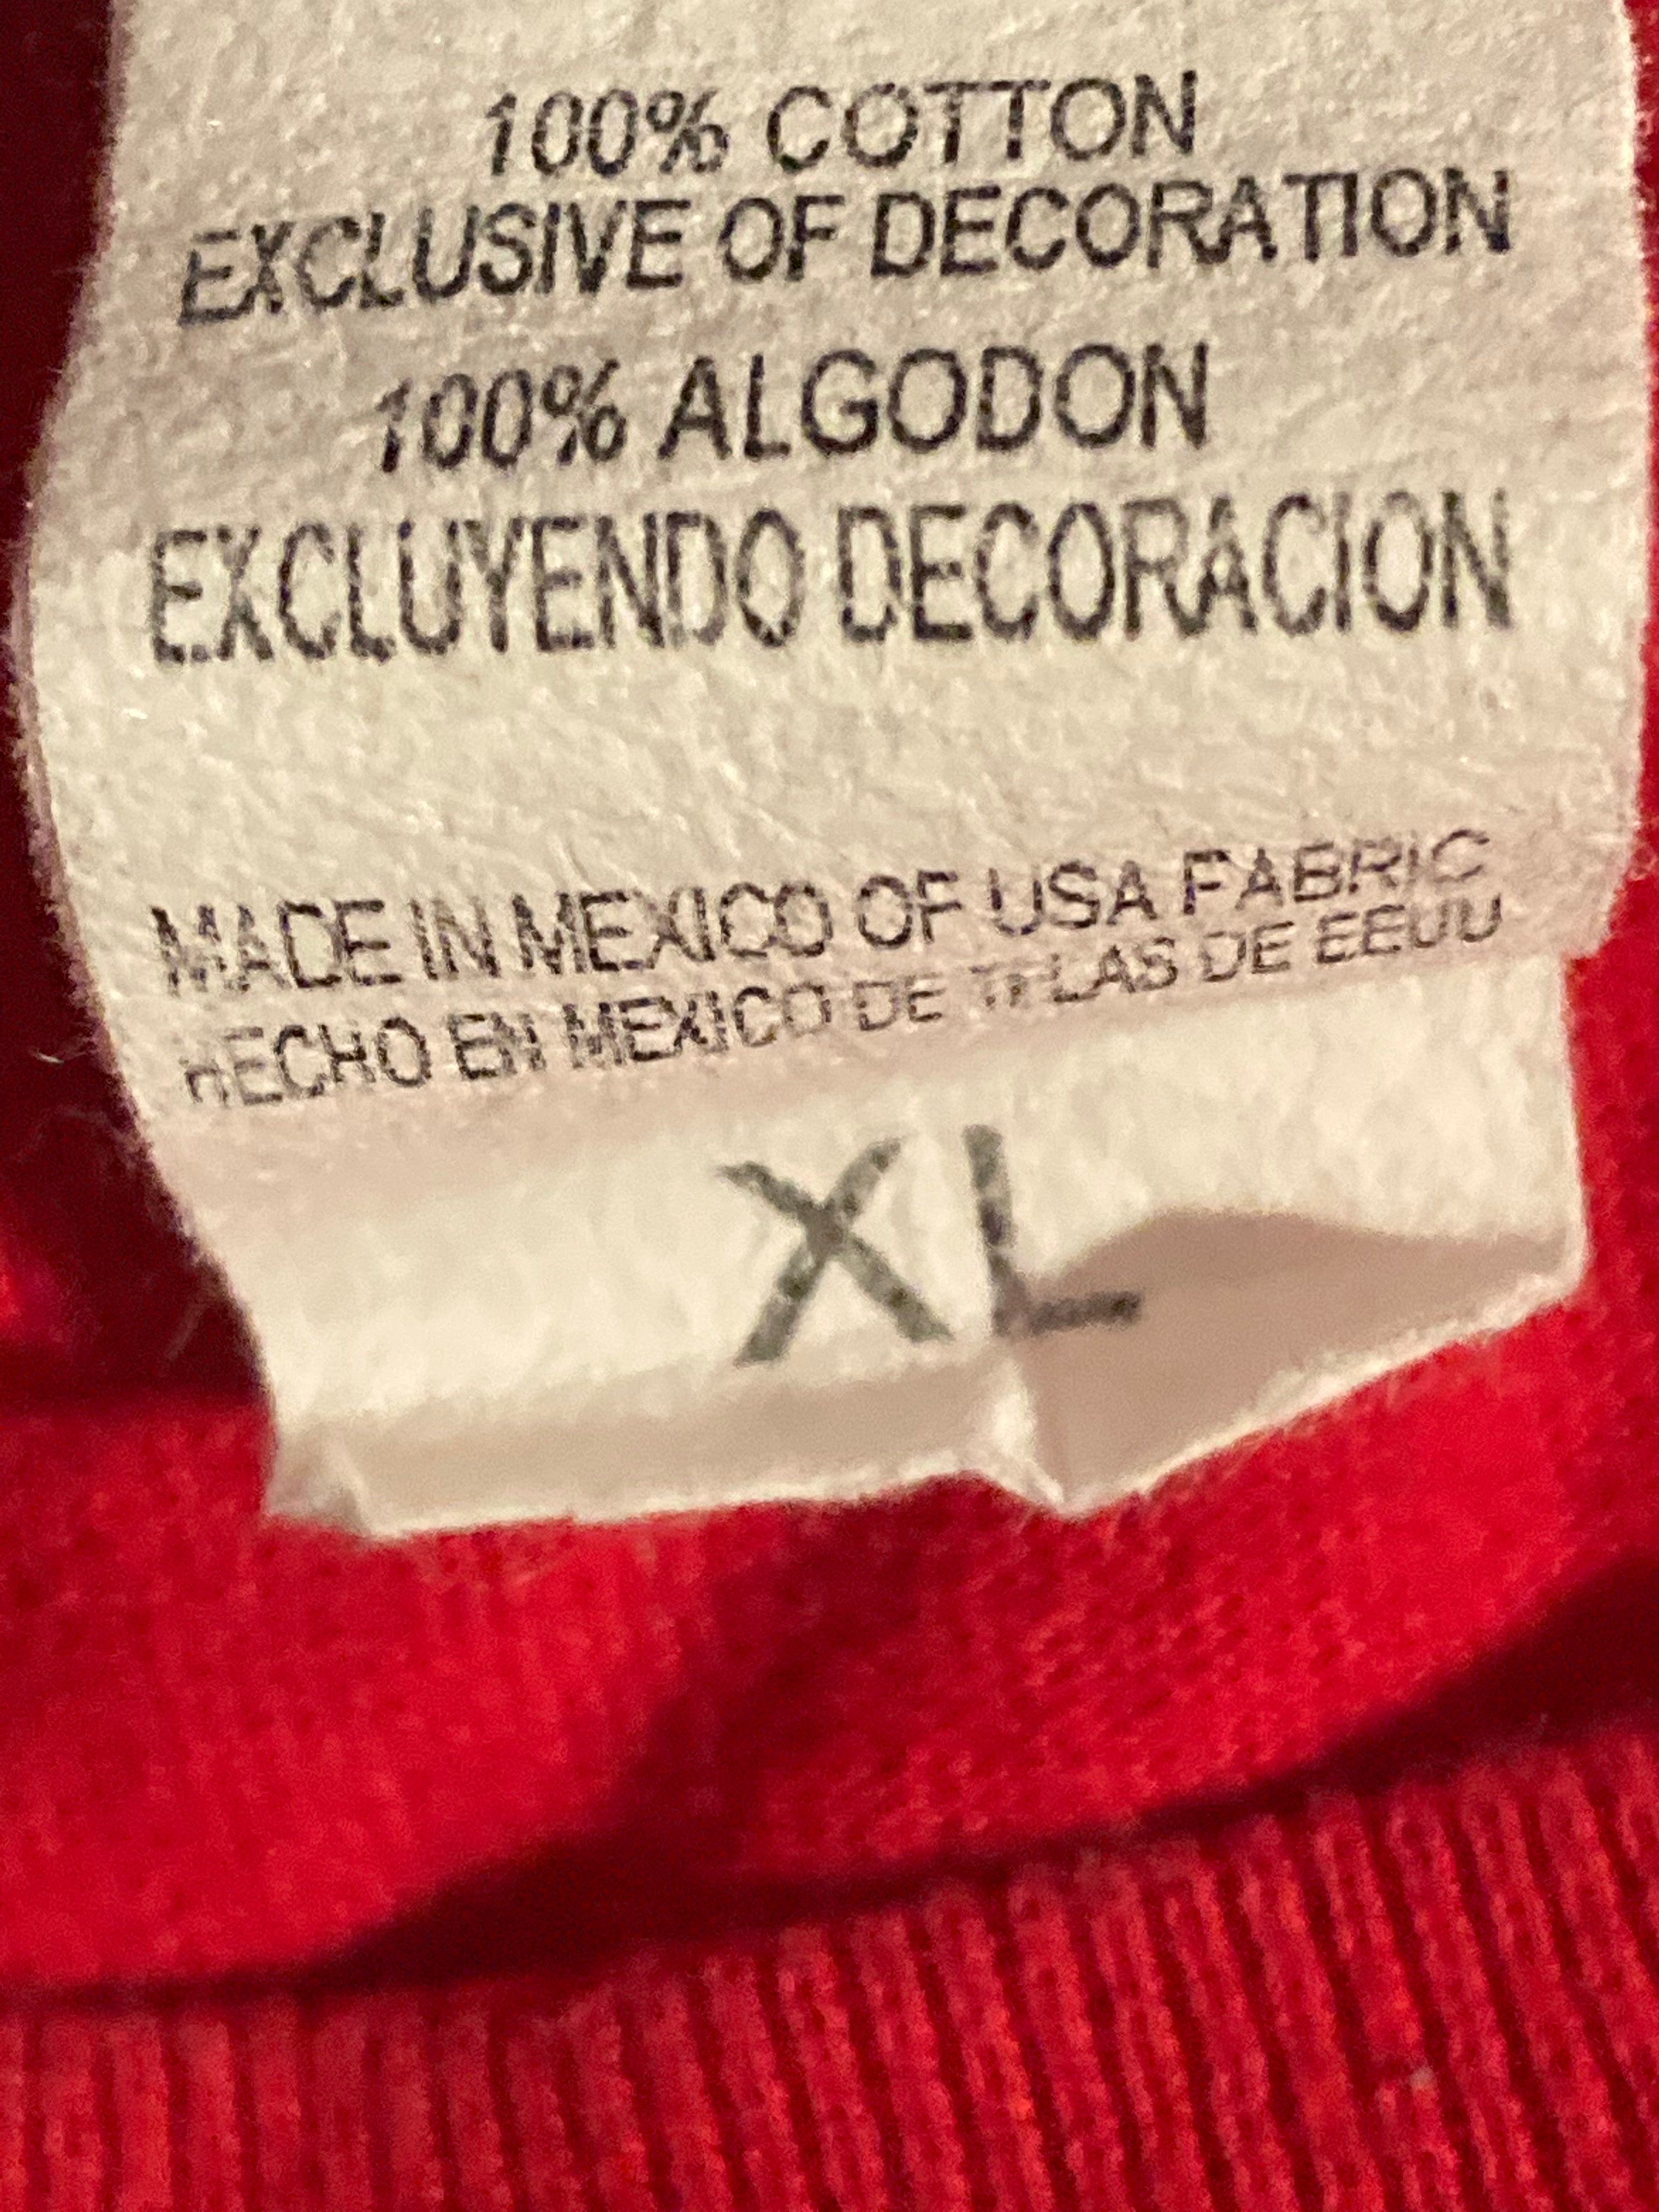 100% COTTON
EXCLUSIVE OF DECORATION
100% ALGODON
EXCLUYENDO DECORACION
MADE IN MEXICO OF USA FABRIC
HECHO EN MEXICO DE TELAS DE EEUU
XL